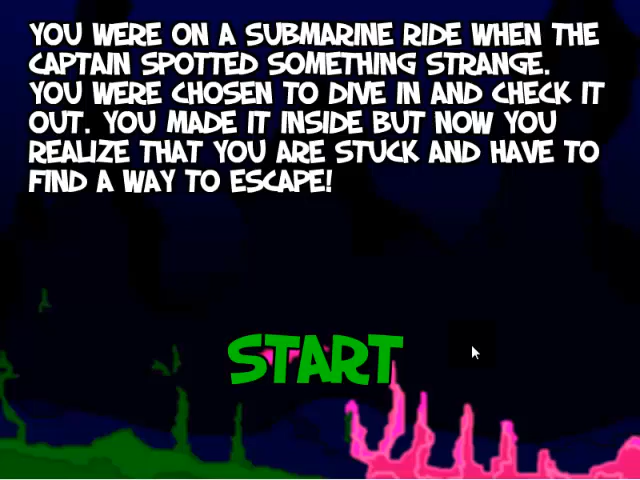 YOU WERE ON A SUBMARINE RIDE WHEN THE
CAPTAIN SPOTTED SOMETHING STRANGE.
YOU WERE CHOSEN TO DIVE IN AND CHECK IT
OUT. YOU MADE IT INSIDE BUT NOW YOU
REALIZE THAT YOU ARE STUCK AND HAVE TO
FIND A WAY TO ESCAPE!
START